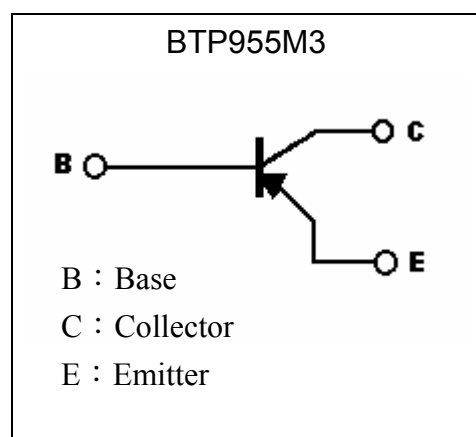 BTP955M3
C
B
E
B：Base
C：Collector
E：Emitter